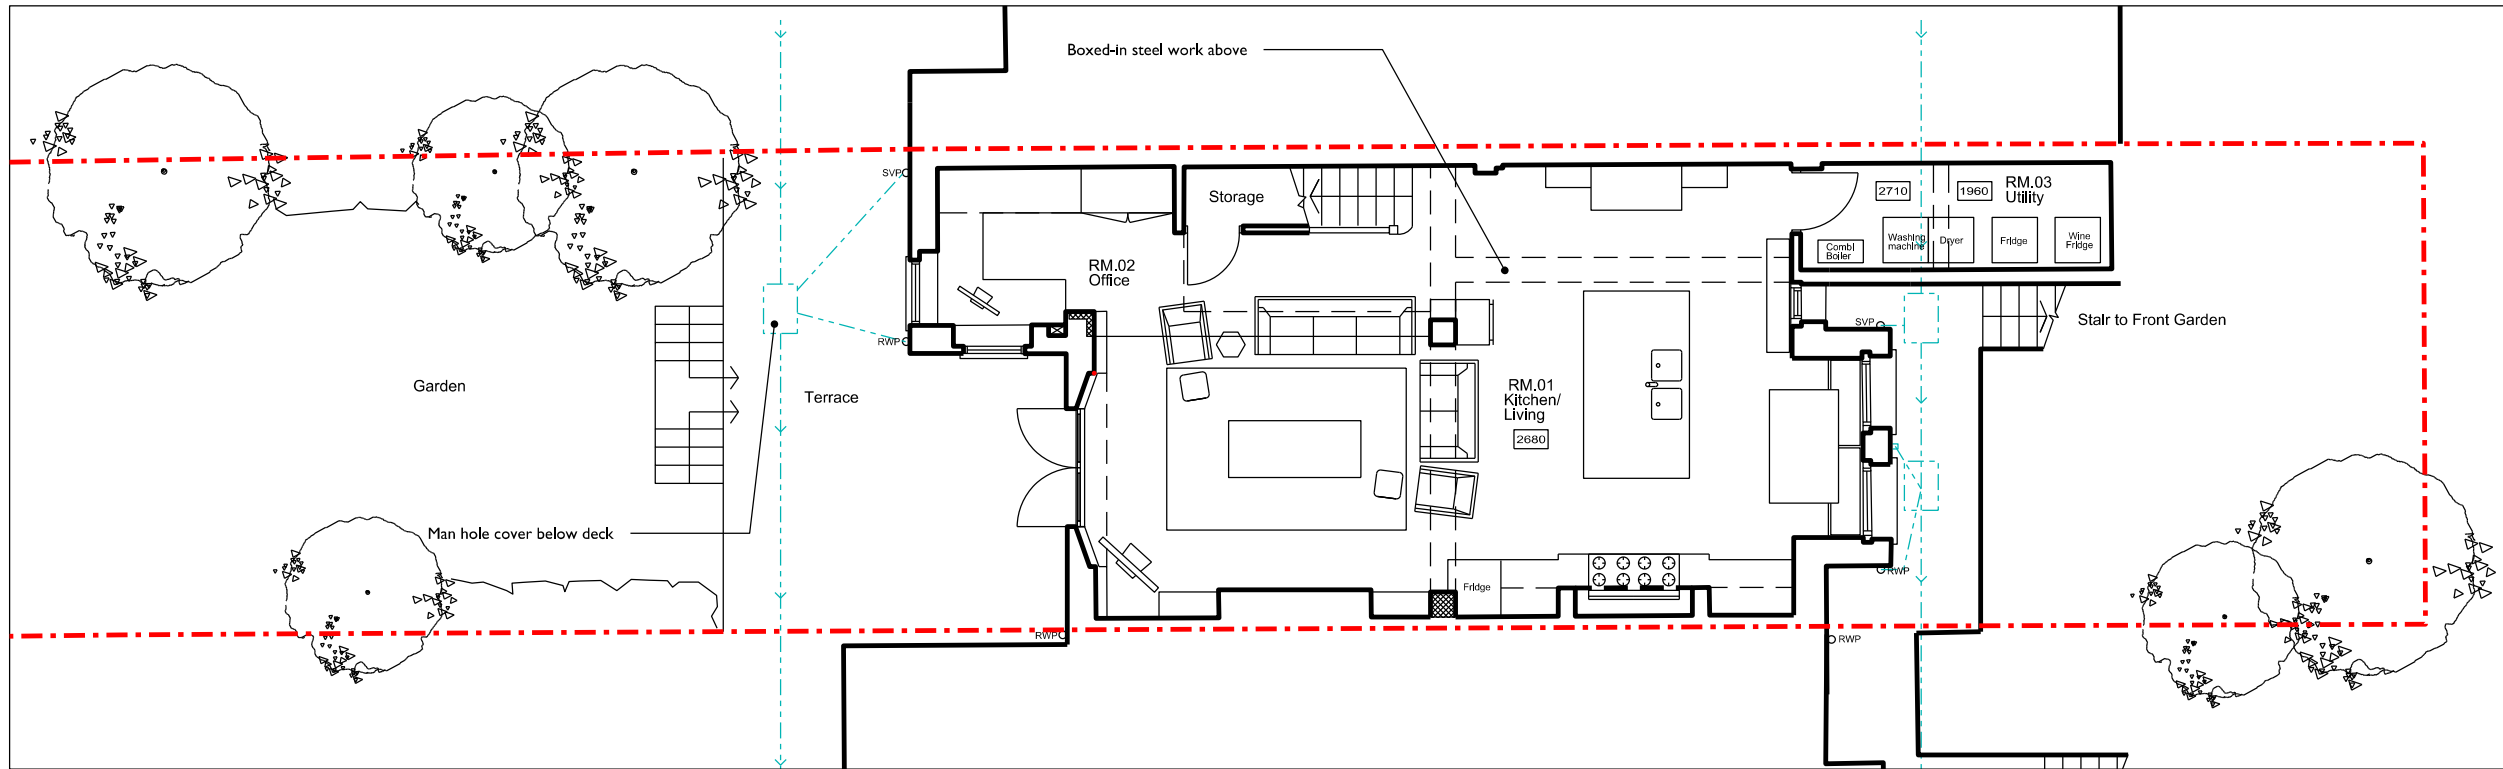 Boxed-in steel work above
SVP
Storage
2710
1960
RM.03
Utility
Washing
machine
Dryer
Fridge
Wine
Fridge
Combi
Boiler
RM.02
Office
SVP
Stair to Front Garden
RWP
Garden
Terrace
RM.01
Kitchen/
Living
2680
Man hole cover below deck
Fridge
RWP
RWP
RWP